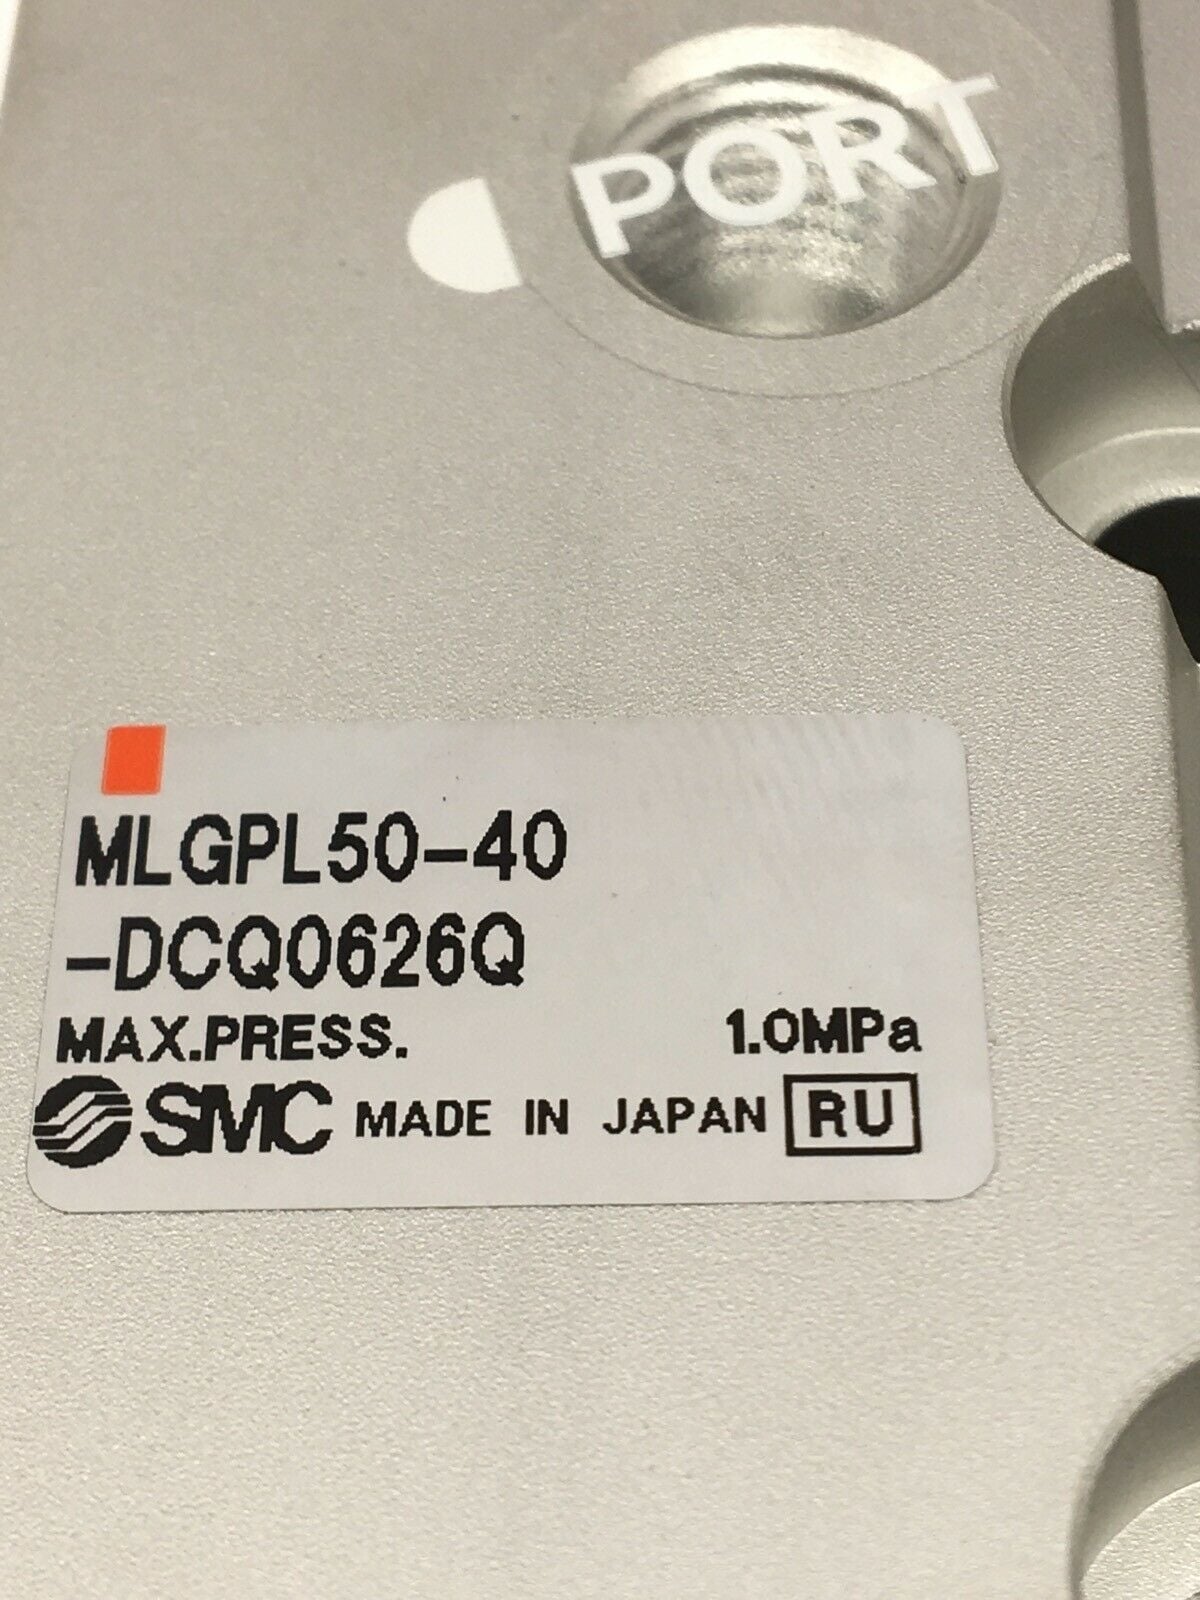 PORT
MLGPL50-40
-DCQ0626Q
MAX.PRESS. 1.0MPa
SMC MADE IN JAPAN RU